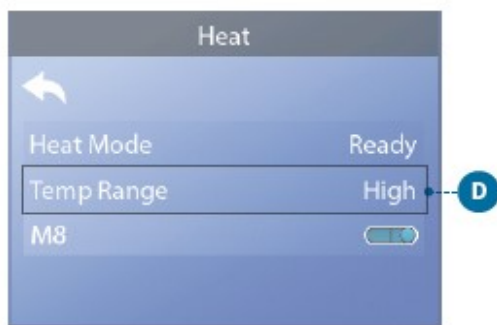 Heat
Heat Mode Ready
Temp Range High
D
M8